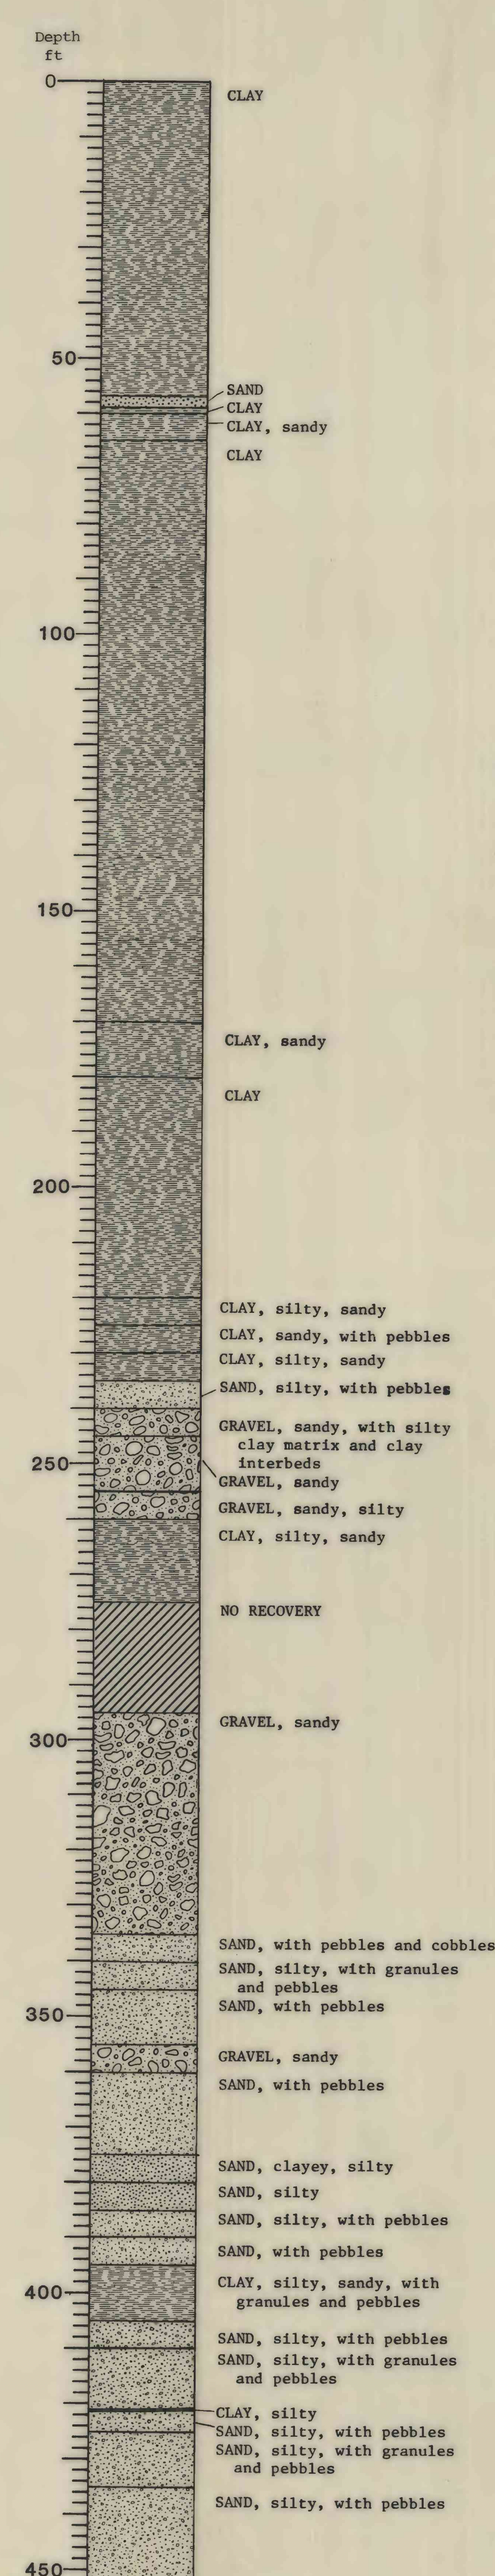 Depth
ft
0
CLAY
50
SAND
CLAY
CLAY, sandy
CLAY
100
150
CLAY, sandy
CLAY
200
CLAY, silty, sandy
CLAY, sandy, with pebbles
CLAY, silty, sandy
SAND, silty, with pebbles
GRAVEL, sandy, with silty
clay matrix and clay
interbeds
250
GRAVEL, sandy
GRAVEL, sandy, silty
CLAY, silty, sandy
NO RECOVERY
GRAVEL, sandy
300
SAND, with pebbles and cobbles
SAND, silty, with granules
and pebbles
SAND, with pebbles
350
GRAVEL, sandy
SAND, with pebbles
SAND, clayey, silty
SAND, silty
SAND, silty, with pebbles
SAND, with pebbles
CLAY, silty, sandy, with
400
granules and pebbles
SAND, silty, with pebbles
SAND, silty, with granules
and pebbles
CLAY, silty
SAND, silty, with pebbles
SAND, silty, with granules
and pebbles
SAND, silty, with pebbles
450